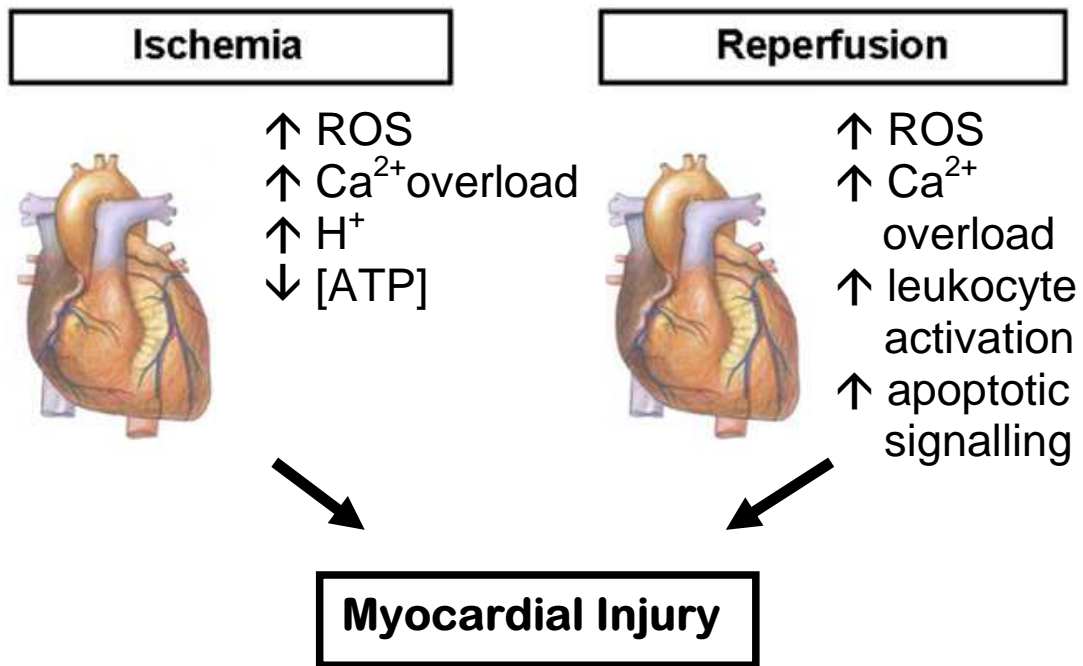 Ischemia
↑ ROS
↑ Ca²⁺overload
↑ H⁺
↓ [ATP]
Reperfusion
↑ ROS
↑ Ca²⁺
overload
↑ leukocyte
activation
↑ apoptotic
signalling
Myocardial Injury